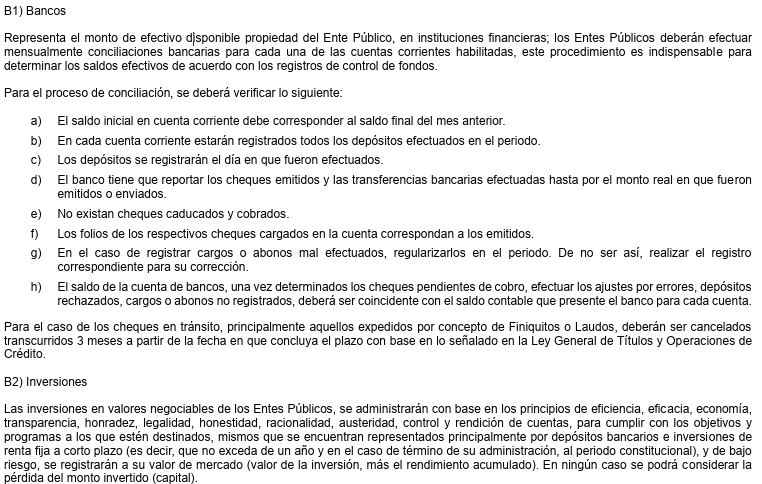 B1) Bancos
Representa el monto de efectivo disponible propiedad del Ente Público, en instituciones financieras; los Entes Públicos deberán efectuar
mensualmente conciliaciones bancarias para cada una de las cuentas corrientes habilitadas, este procedimiento es indispensable para
determinar los saldos efectivos de acuerdo con los registros de control de fondos.
Para el proceso de conciliación, se deberá verificar lo siguiente:
a) El saldo inicial en cuenta corriente debe corresponder al saldo final del mes anterior.
b) En cada cuenta corriente estarán registrados todos los depósitos efectuados en el periodo.
c) Los depósitos se registrarán el día en que fueron efectuados.
d) El banco tiene que reportar los cheques emitidos y las transferencias bancarias efectuadas hasta por el monto real en que fueron
emitidos o enviados.
e) No existan cheques caducados y cobrados.
f) Los folios de los respectivos cheques cargados en la cuenta correspondan a los emitidos.
g) En el caso de registrar cargos o abonos mal efectuados, regularizarlos en el periodo. De no ser así, realizar el registro
correspondiente para su corrección.
h) El saldo de la cuenta de bancos, una vez determinados los cheques pendientes de cobro, efectuar los ajustes por errores, depósitos
rechazados, cargos o abonos no registrados, deberá ser coincidente con el saldo contable que presente el banco para cada cuenta.
Para el caso de los cheques en tránsito, principalmente aquellos expedidos por concepto de Finiquitos o Laudos, deberán ser cancelados
transcurridos 3 meses a partir de la fecha en que concluya el plazo con base en lo señalado en la Ley General de Títulos y Operaciones de
Crédito.
B2) Inversiones
Las inversiones en valores negociables de los Entes Públicos, se administrarán con base en los principios de eficiencia, eficacia, economía,
transparencia, honradez, legalidad, honestidad, racionalidad, austeridad, control y rendición de cuentas, para cumplir con los objetivos y
programas a los que estén destinados, mismos que se encuentran representados principalmente por depósitos bancarios e inversiones de
renta fija a corto plazo (es decir, que no exceda de un año y en el caso de término de su administración, al periodo constitucional), y de bajo
riesgo, se registrarán a su valor de mercado (valor de la inversión, más el rendimiento acumulado). En ningún caso se podrá considerar la
pérdida del monto invertido (capital).